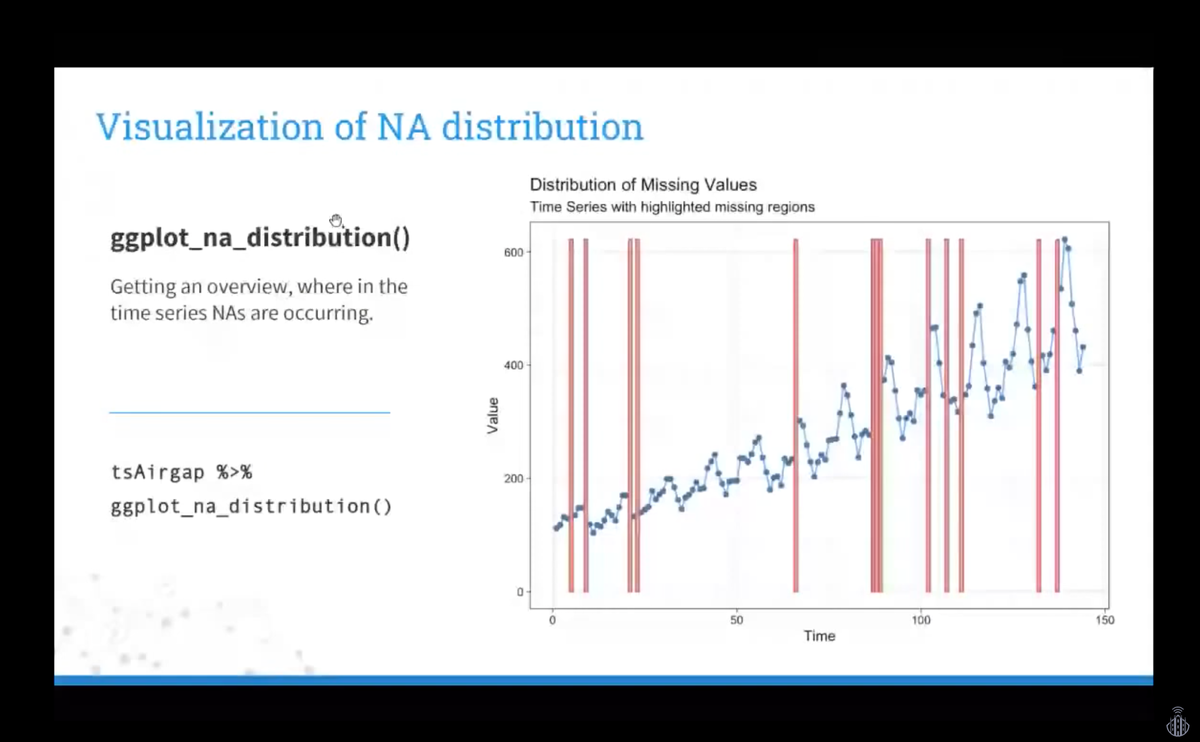 Visualization of NA distribution
ggplot_na_distribution()
Getting an overview, where in the
time series NAs are occurring.
tsAirgap %>%
ggplot_na_distribution()
Distribution of Missing Values
Time Series with highlighted missing regions
Value
600
400
200
0
0 50 100 150
Time